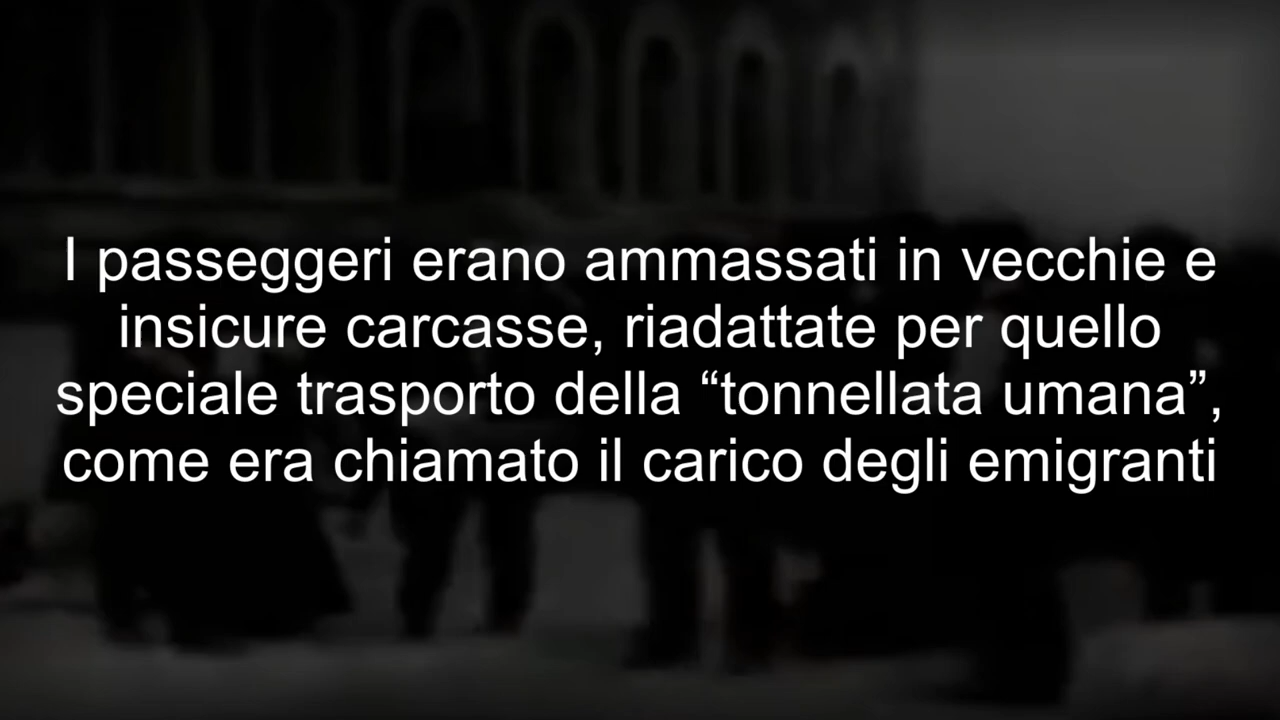 I passeggeri erano ammassati in vecchie e
insicure carcasse, riadattate per quello
speciale trasporto della “tonnellata umana”,
come era chiamato il carico degli emigranti